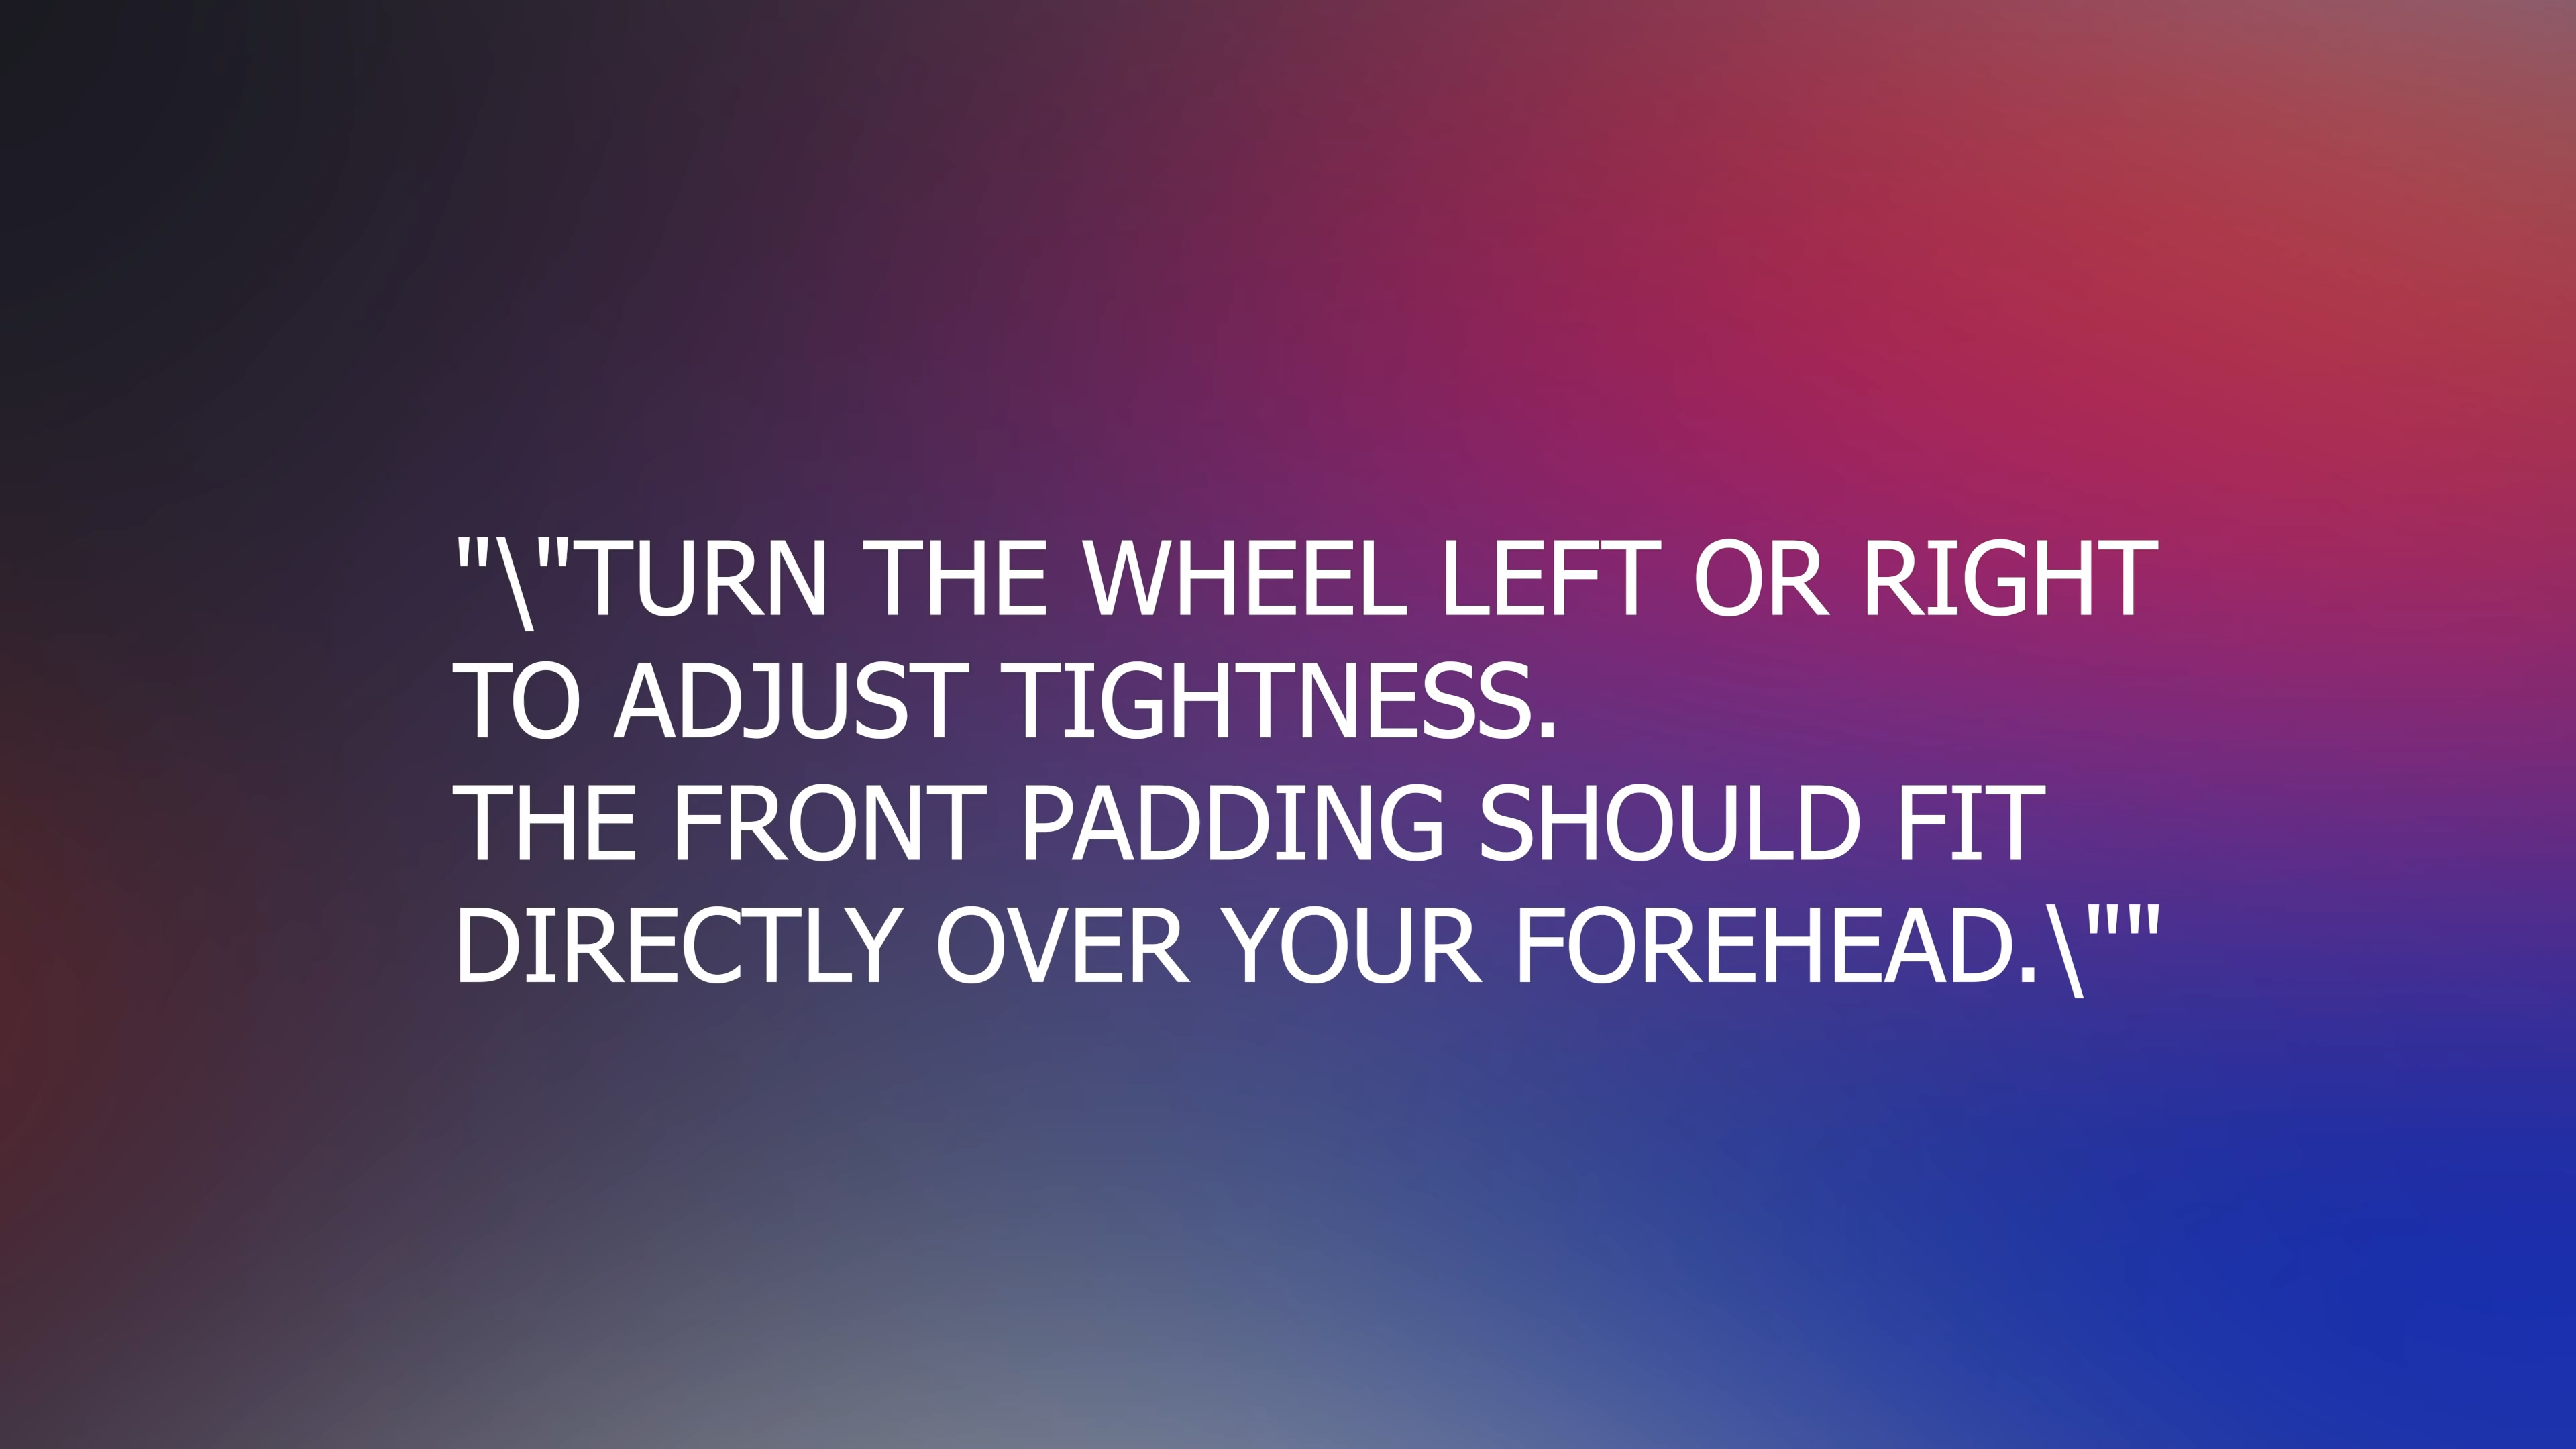 "\"TURN THE WHEEL LEFT OR RIGHT
TO ADJUST TIGHTNESS.
THE FRONT PADDING SHOULD FIT
DIRECTLY OVER YOUR FOREHEAD.\""